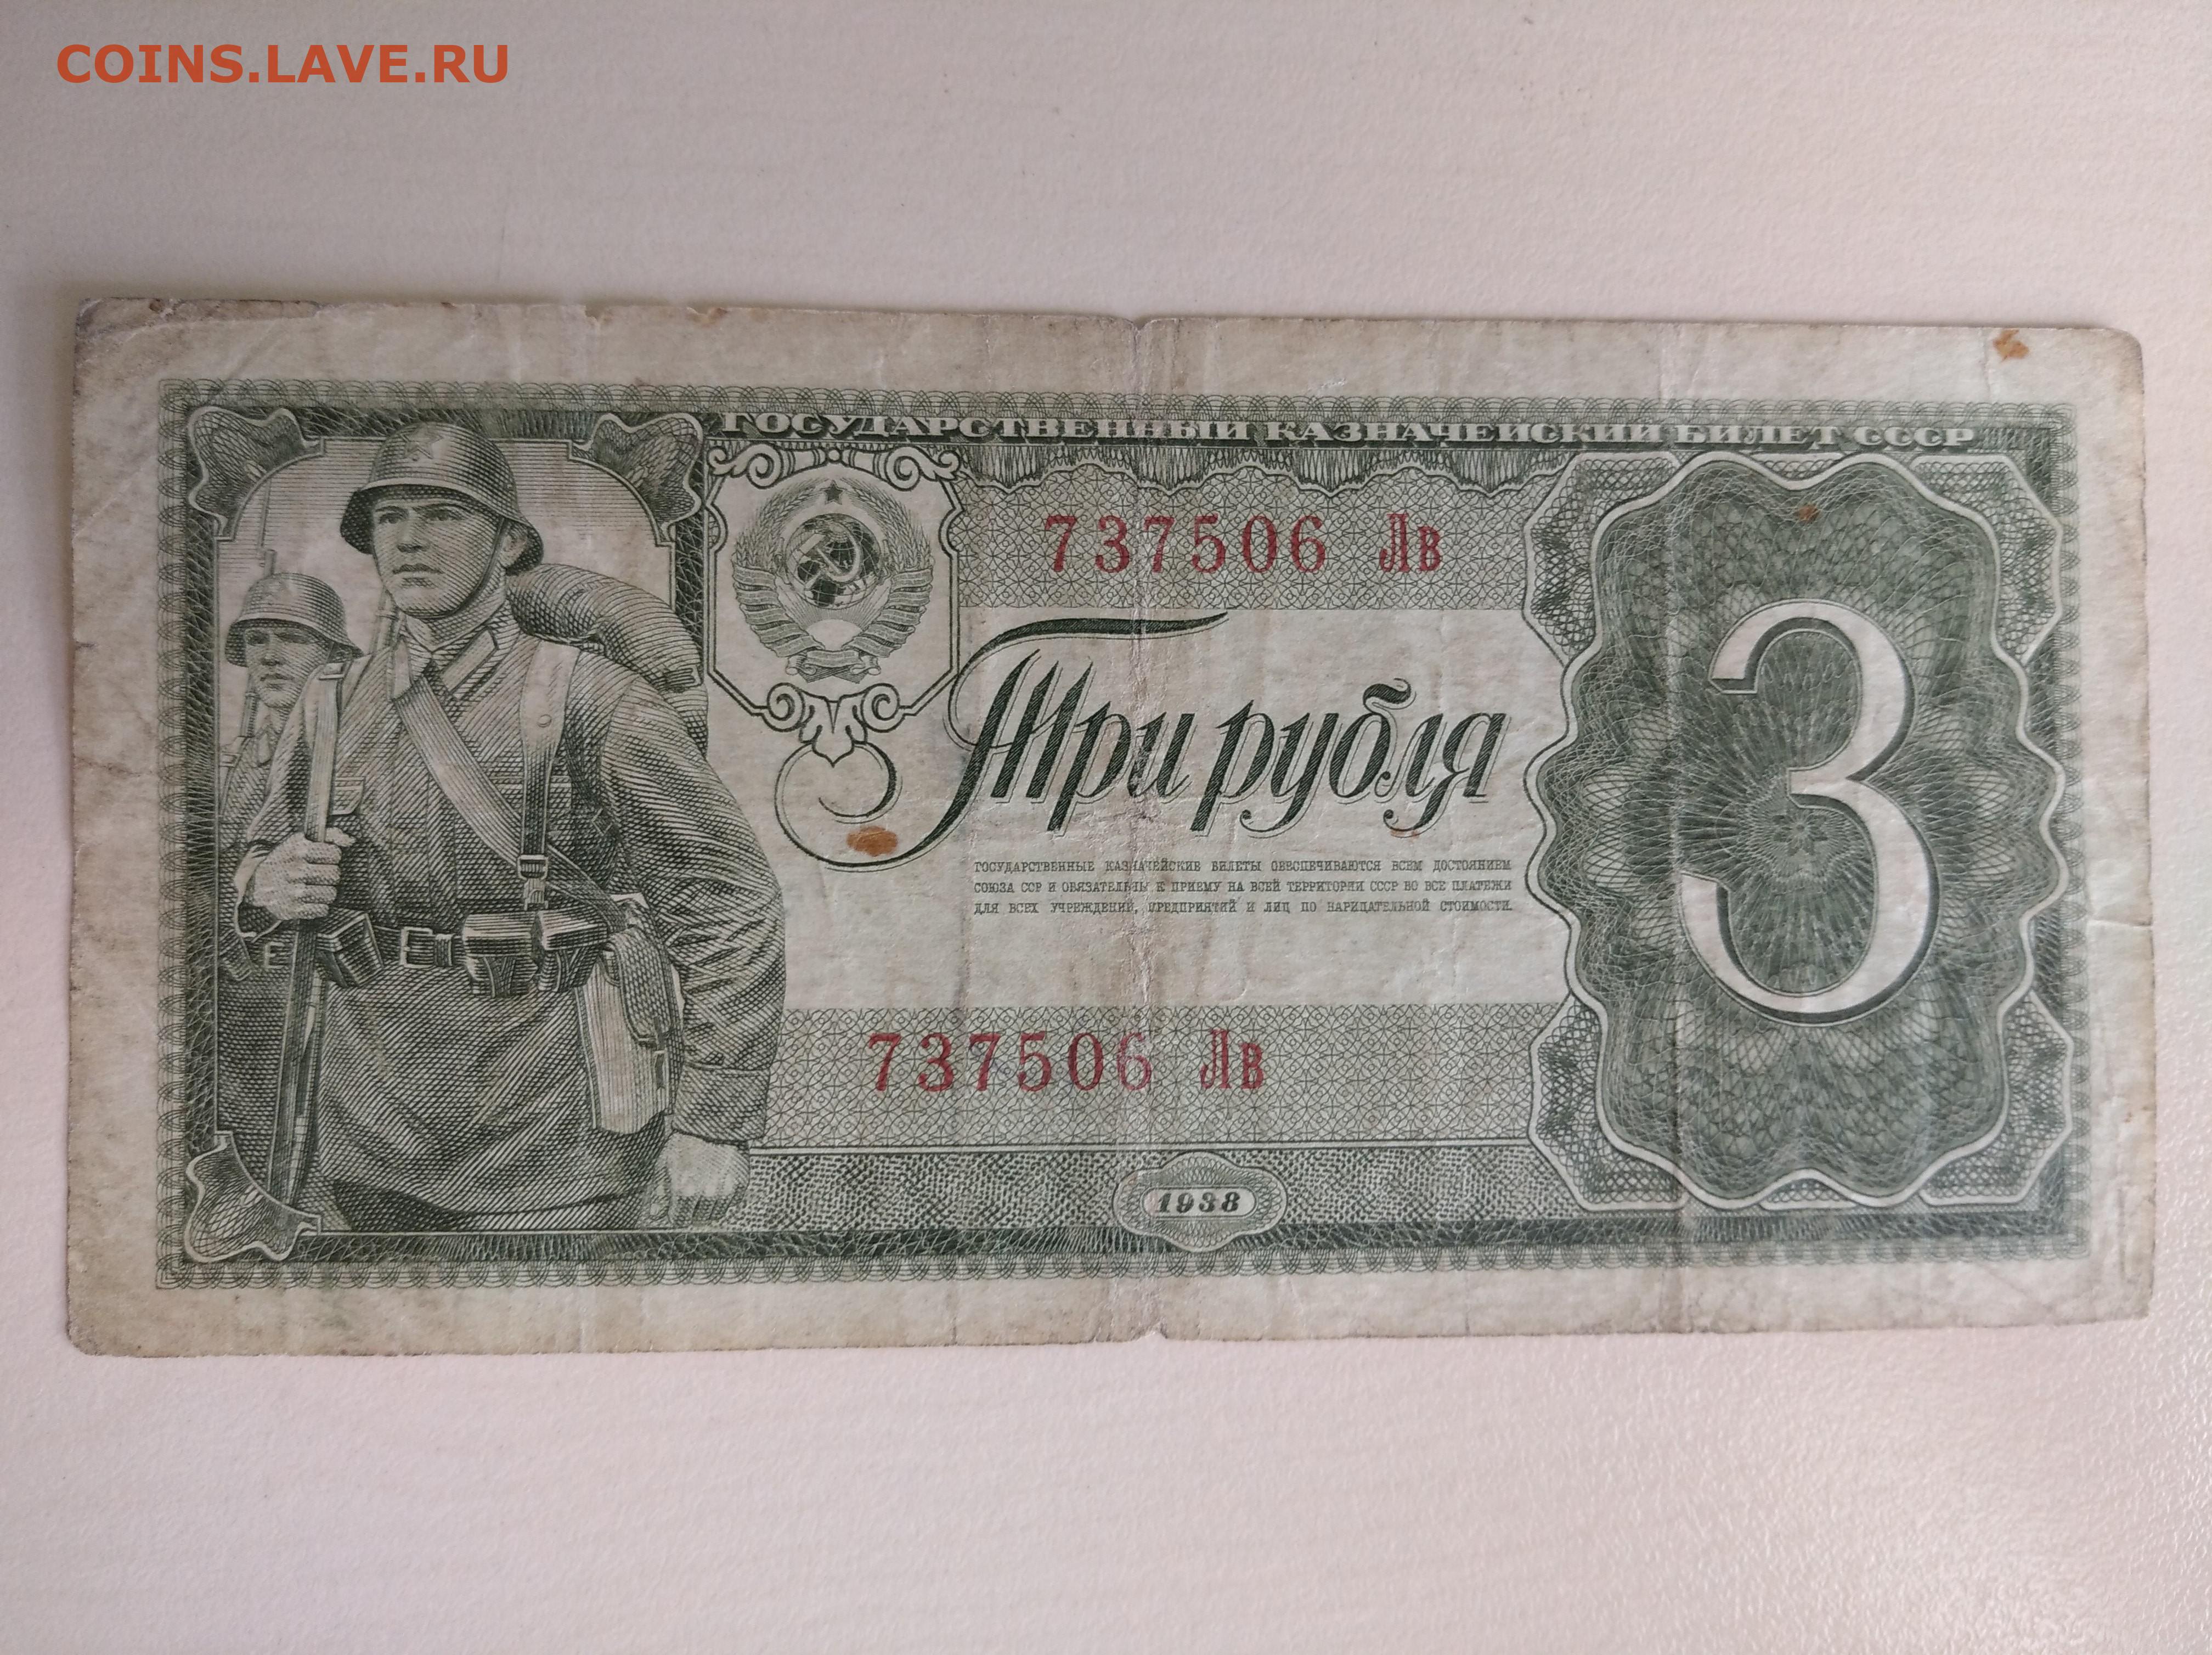 COINS.LAVE.RU
ГОСУДАРСТВЕННЫЙ КАЗНАЧЕЙСКИЙ БИЛЕТ СССР
737506 Лв
Три рубля
3
ГОСУДАРСТВЕННЫЕ КАЗНАЧЕЙСКИЕ БИЛЕТЫ ОБЕСПЕЧИВАЮТСЯ ВСЕМ ДОСТОЯНИЕМ
СОЮЗА ССР И ОБЯЗАТЕЛЬНЫ К ПРИЕМУ НА ВСЕЙ ТЕРРИТОРИИ СССР ВО ВСЕ ПЛАТЕЖИ
ДЛЯ ВСЕХ УЧРЕЖДЕНИЙ, ПРЕДПРИЯТИЙ И ЛИЦ ПО НАРИЦАТЕЛЬНОЙ СТОИМОСТИ.
737506 Лв
1938